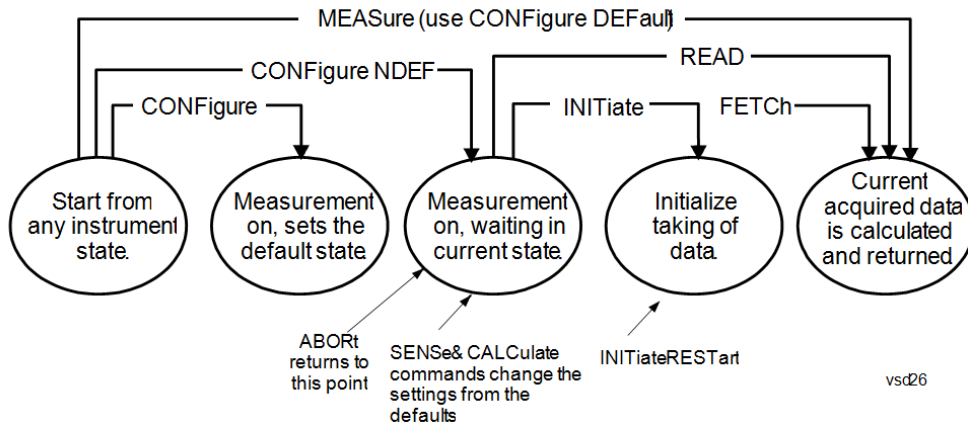 MEASure (use CONFigure DEFault)
CONFigure NDEF
READ
CONFigure
INITiate
FETCh
Start from
any instrument
state.
Measurement
on, sets the
default state.
Measurement
on, waiting in
current state.
Initialize
taking of
data.
Current
acquired data
is calculated
and returned
ABORt
returns to
this point
SENSe& CALCulate
commands change the
settings from the
defaults
INITiateRESTart
vsd26